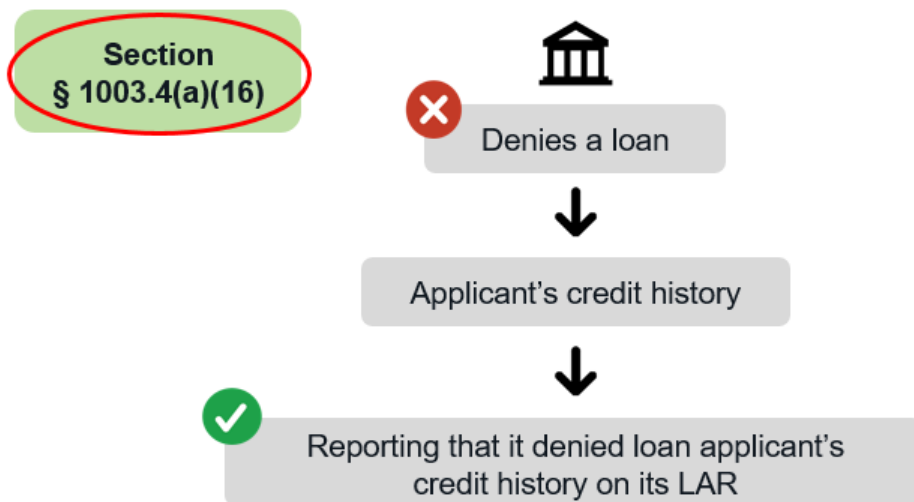 Section
§ 1003.4(a)(16)
Denies a loan
Applicant's credit history
Reporting that it denied loan applicant's
credit history on its LAR